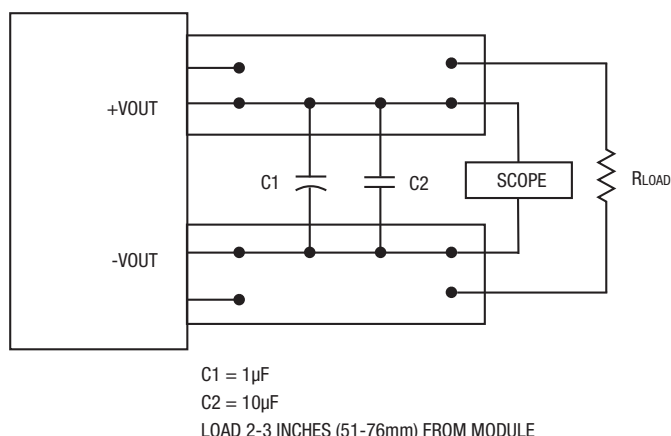 +VOUT
C1
C2
SCOPE
RLOAD
-VOUT
C1 = 1µF
C2 = 10µF
LOAD 2-3 INCHES (51-76mm) FROM MODULE